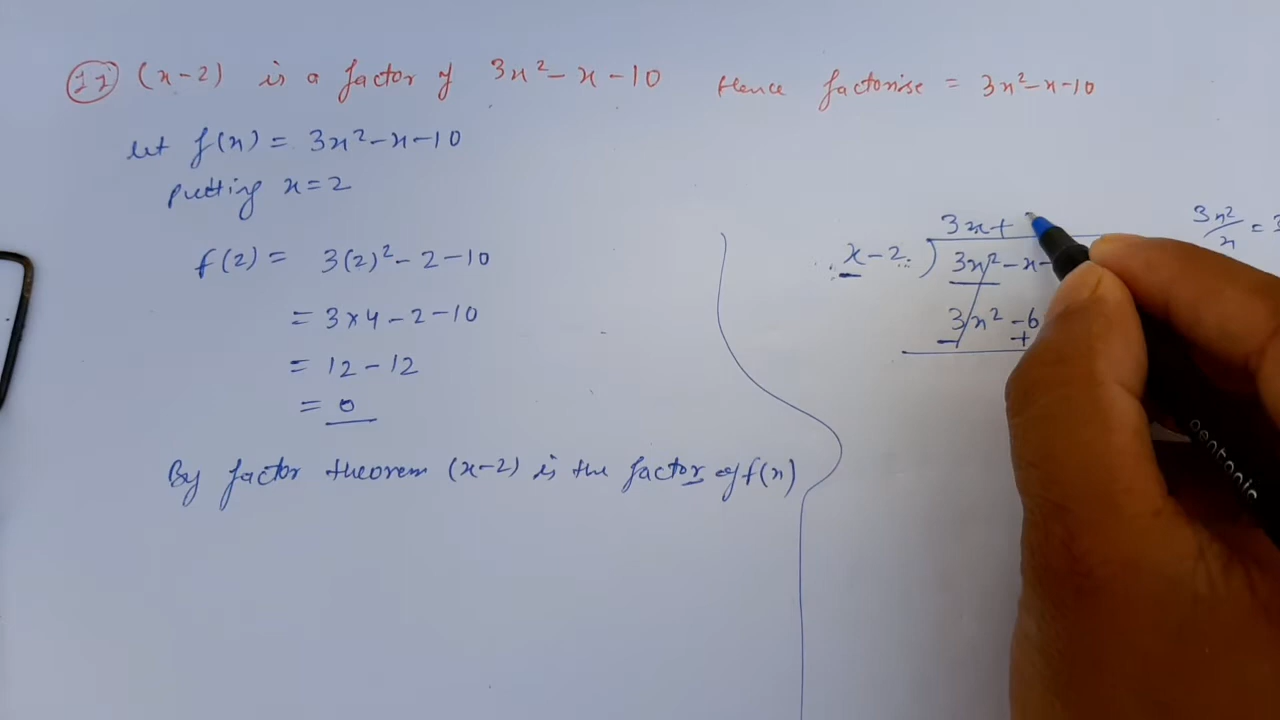 11 (x-2) is a factor of 3x²-x-10 Hence factorise = 3x²-x-10
let f(x) = 3x²-x-10
putting x=2
f(2) = 3(2)²-2-10
= 3×4-2-10
= 12-12
= 0
By factor theorem (x-2) is the factor of f(x)
3x+
x-2 ) 3x²-x-
3x²-6
- +
3x²/x = 3
pentonic